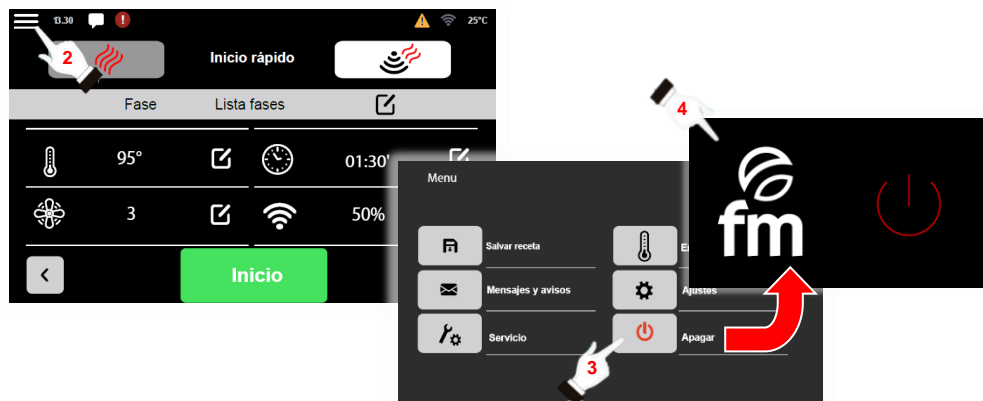 13.30
25°C
2
Inicio rápido
Fase
Lista fases
95°
01:30'
3
50%
Inicio
Menu
Salvar receta
Mensajes y avisos
Ajustes
Servicio
Apagar
3
4
fm